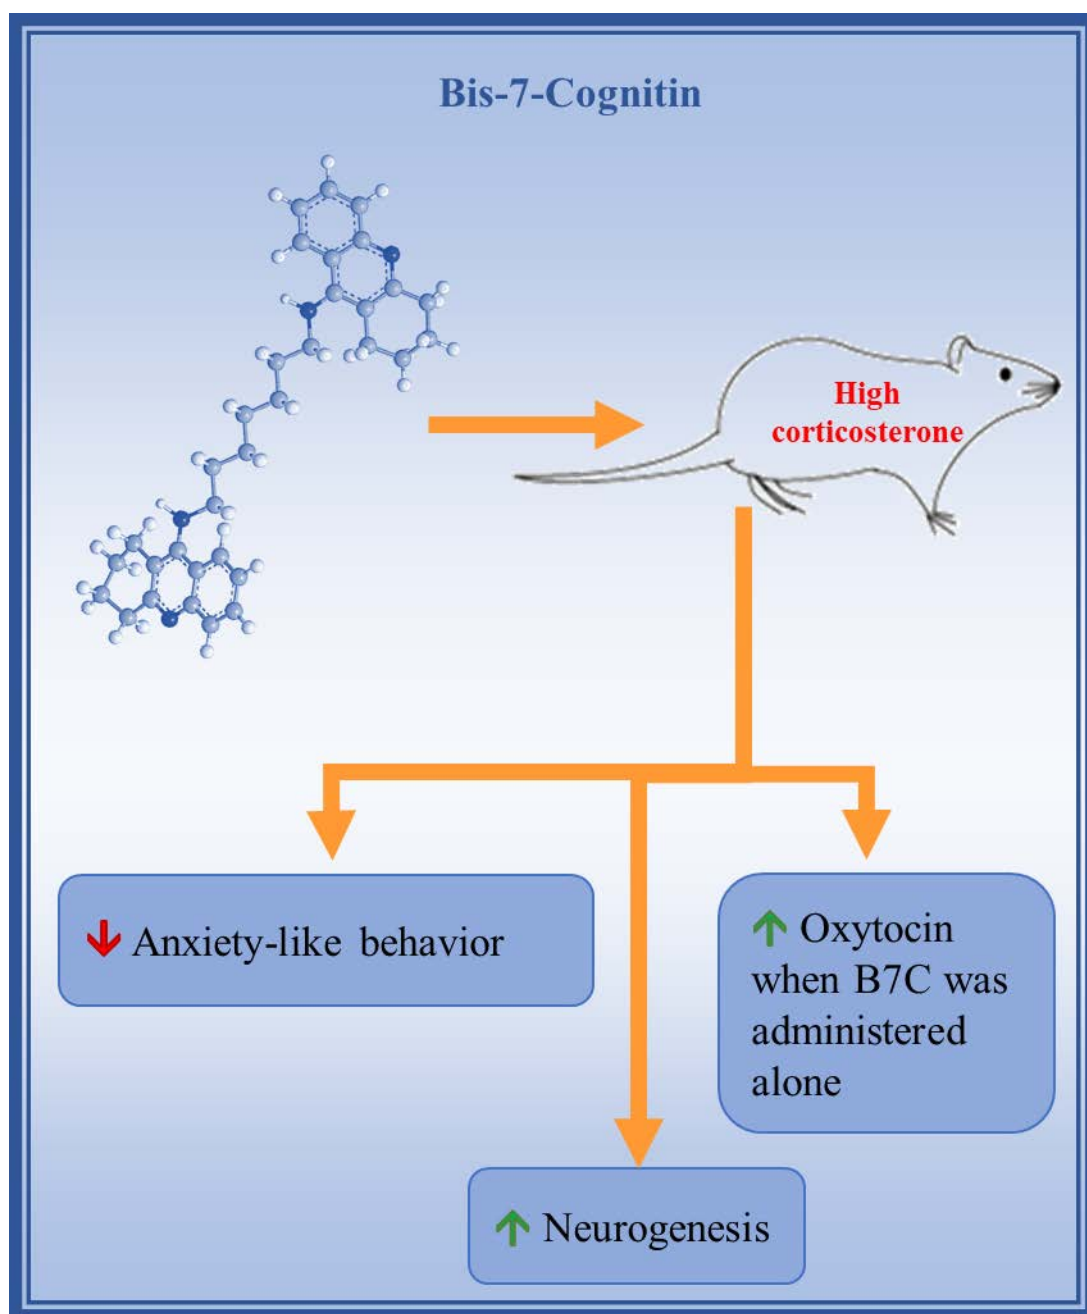 Bis-7-Cognitin
High
corticosterone
↓ Anxiety-like behavior
↑ Oxytocin
when B7C was
administered
alone
↑ Neurogenesis